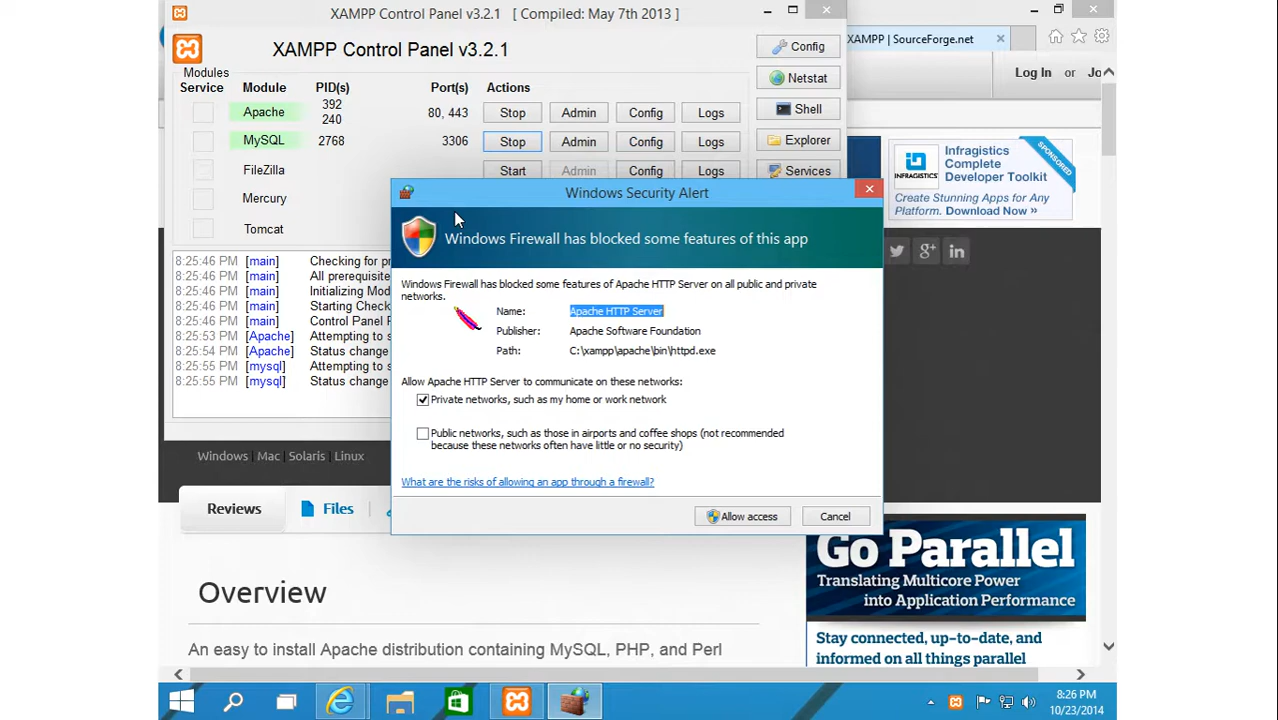 XAMPP Control Panel v3.2.1 [ Compiled: May 7th 2013 ]
XAMPP Control Panel v3.2.1
Config
XAMPP | SourceForge.net
Modules
Service
Module
PID(s)
Port(s)
Actions
Netstat
Log In or Jo
Apache
392
240
80, 443
Stop
Admin
Config
Logs
Shell
MySQL
2768
3306
Stop
Admin
Config
Logs
Explorer
FileZilla
Start
Admin
Config
Logs
Services
Mercury
Tomcat
Infragistics
Complete
Developer Toolkit
SPONSORED
INFRAGISTICS
Create Stunning Apps for Any
Platform. Download Now »
Windows Security Alert
Windows Firewall has blocked some features of this app
Windows Firewall has blocked some features of Apache HTTP Server on all public and private
networks.
Name: Apache HTTP Server
Publisher: Apache Software Foundation
Path: C:\xampp\apache\bin\httpd.exe
Allow Apache HTTP Server to communicate on these networks:
Private networks, such as my home or work network
Public networks, such as those in airports and coffee shops (not recommended
because these networks often have little or no security)
What are the risks of allowing an app through a firewall?
Allow access
Cancel
8:25:46 PM [main] Checking for pr
8:25:46 PM [main] All prerequisite
8:25:46 PM [main] Initializing Mod
8:25:46 PM [main] Starting Check
8:25:46 PM [main] Control Panel F
8:25:53 PM [Apache] Attempting to s
8:25:54 PM [Apache] Status change
8:25:55 PM [mysql] Attempting to s
8:25:55 PM [mysql] Status change
Windows | Mac | Solaris | Linux
Reviews
Files
Overview
An easy to install Apache distribution containing MySQL, PHP, and Perl
Go Parallel
Translating Multicore Power
into Application Performance
Stay connected, up-to-date, and
informed on all things parallel
8:26 PM
10/23/2014